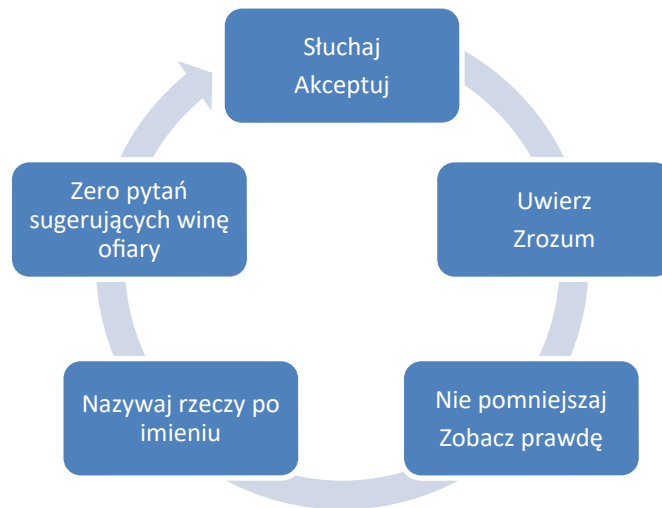 Słuchaj
Akceptuj
Uwierz
Zrozum
Nie pomniejszaj
Zobacz prawdę
Nazywaj rzeczy po
imieniu
Zero pytań
sugerujących winę
ofiary